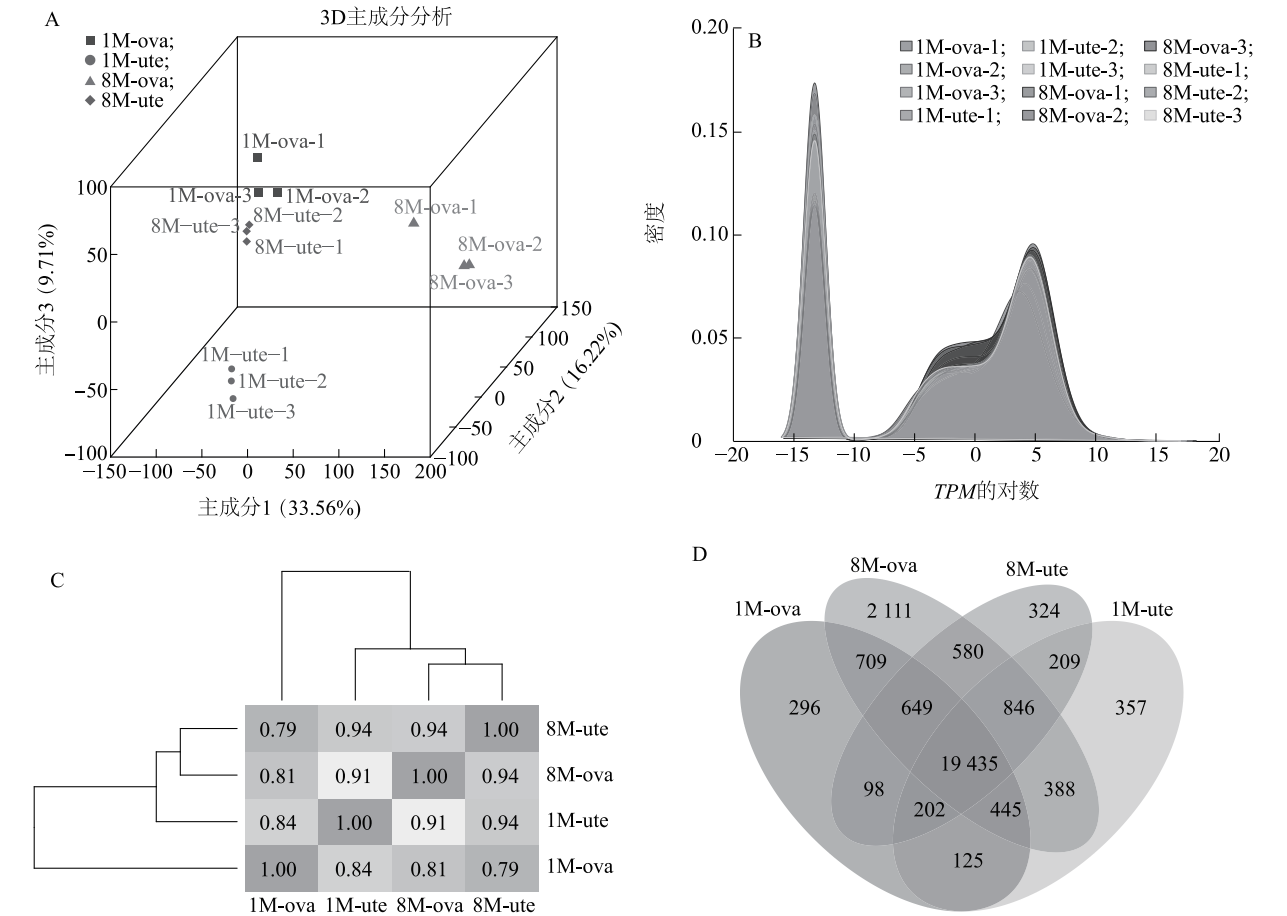 A
3D主成分分析
1M-ova;
1M-ute;
8M-ova;
8M-ute
1M-ova-1
1M-ova-3
1M-ova-2
8M−ute−2
8M−ute−3
8M−ute−1
8M-ova-1
8M-ova-2
8M-ova-3
1M−ute−1
1M−ute−2
1M−ute−3
100
50
0
−50
−100
主成分3 (9.71%)
−150 −100 −50 0 50 100 150 200
主成分1 (33.56%)
150
100
50
0
−50
−100
主成分2 (16.22%)
B
1M-ova-1; 1M-ute-2; 8M-ova-3;
1M-ova-2; 1M-ute-3; 8M-ute-1;
1M-ova-3; 8M-ova-1; 8M-ute-2;
1M-ute-1; 8M-ova-2; 8M-ute-3
0.20
0.15
0.10
0.05
0
密度
−20 −15 −10 −5 0 5 10 15 20
TPM的对数
C
0.79 0.94 0.94 1.00 8M-ute
0.81 0.91 1.00 0.94 8M-ova
0.84 1.00 0.91 0.94 1M-ute
1.00 0.84 0.81 0.79 1M-ova
1M-ova 1M-ute 8M-ova 8M-ute
D
8M-ova 8M-ute
1M-ova 1M-ute
2 111 324
709 580 209
296 649 846 357
19 435
98 202 445 388
125